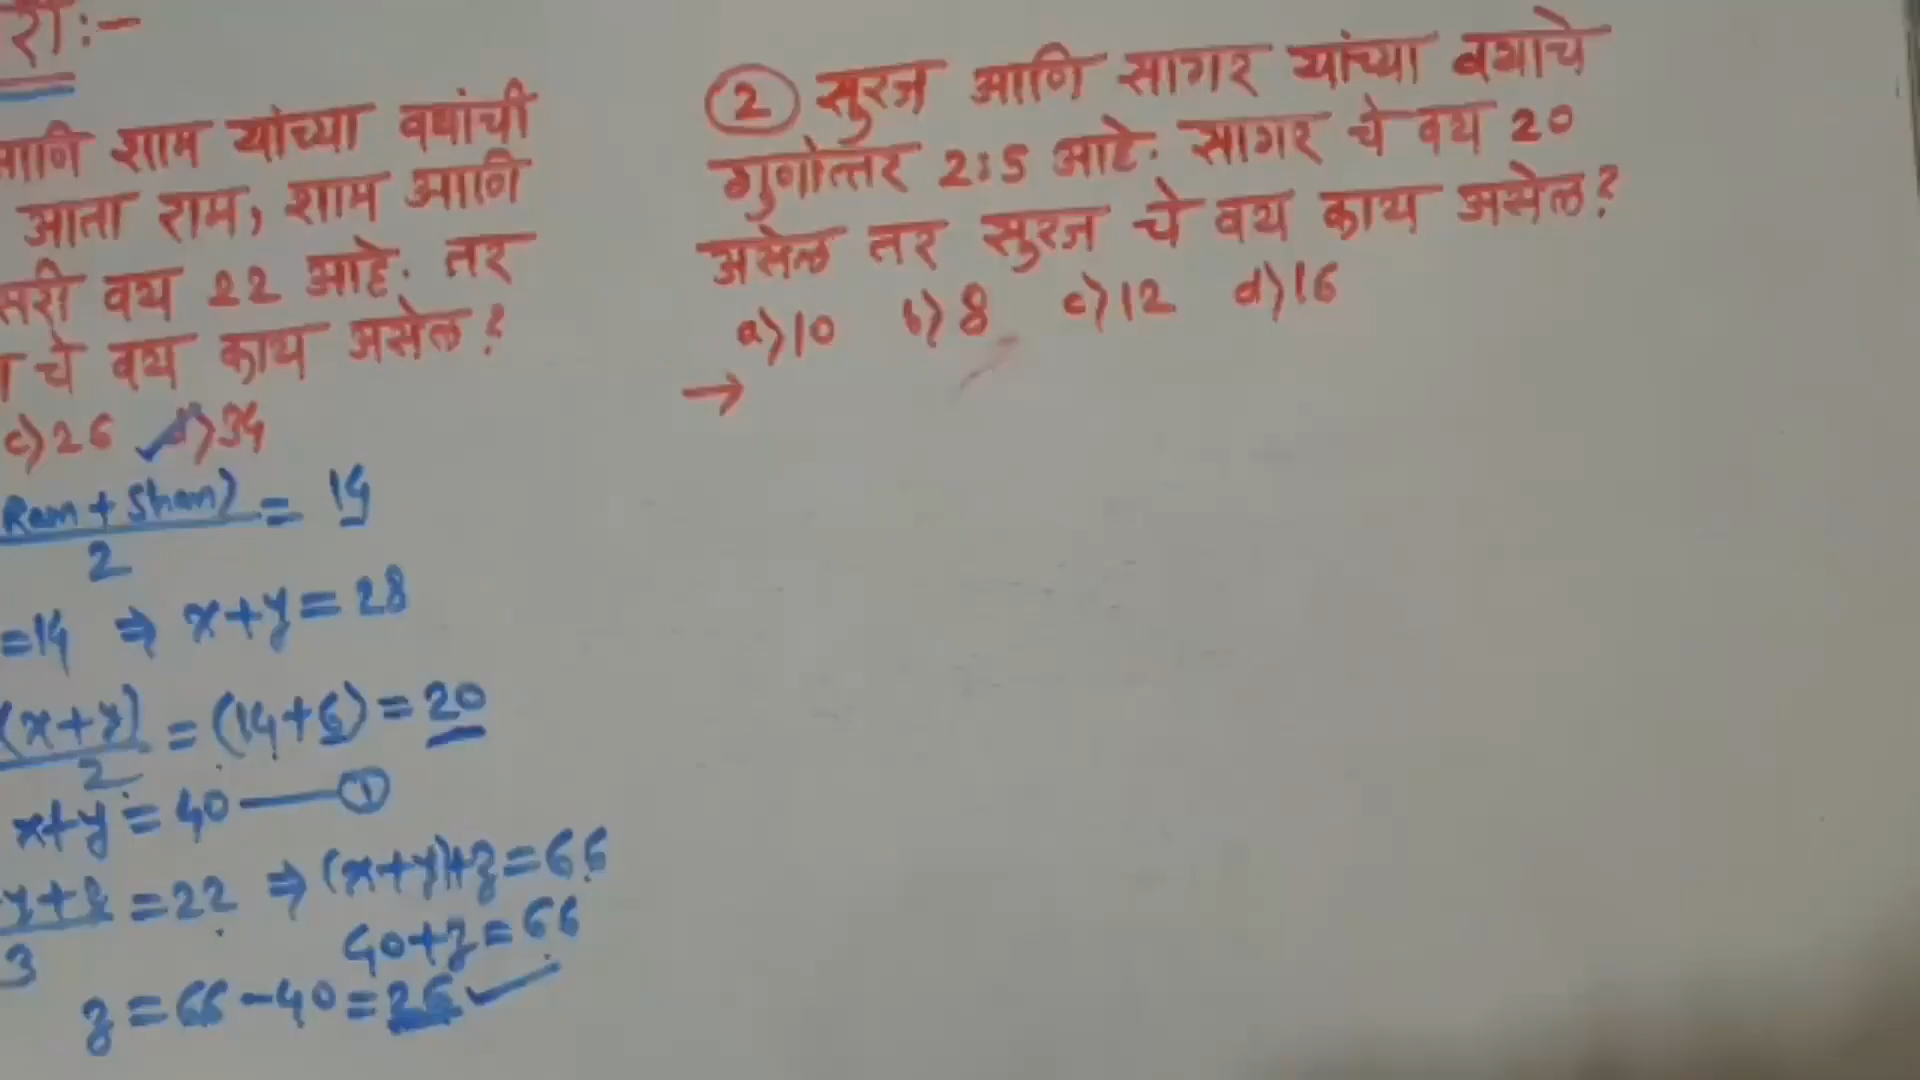 री:-
आणि शाम यांच्या वयांची
आता राम, शाम आणि
सरी वय 22 आहे. तर
चे वय काय असेल?
c)26 d)34
Ram + Sham) = 14
2
=14 ⇒ x+y=28
(x+y) = (14+6) = 20
2
x+y=40 —— ①
y+z =22 ⇒ (x+y)+z=66
3
40+z=66
z=66-40=26 ✓
② सुरज आणि सागर यांच्या वयाचे
गुणोत्तर 2:5 आहे. सागर चे वय 20
असेल तर सुरज चे वय काय असेल?
a)10 b)8 c)12 d)16
→